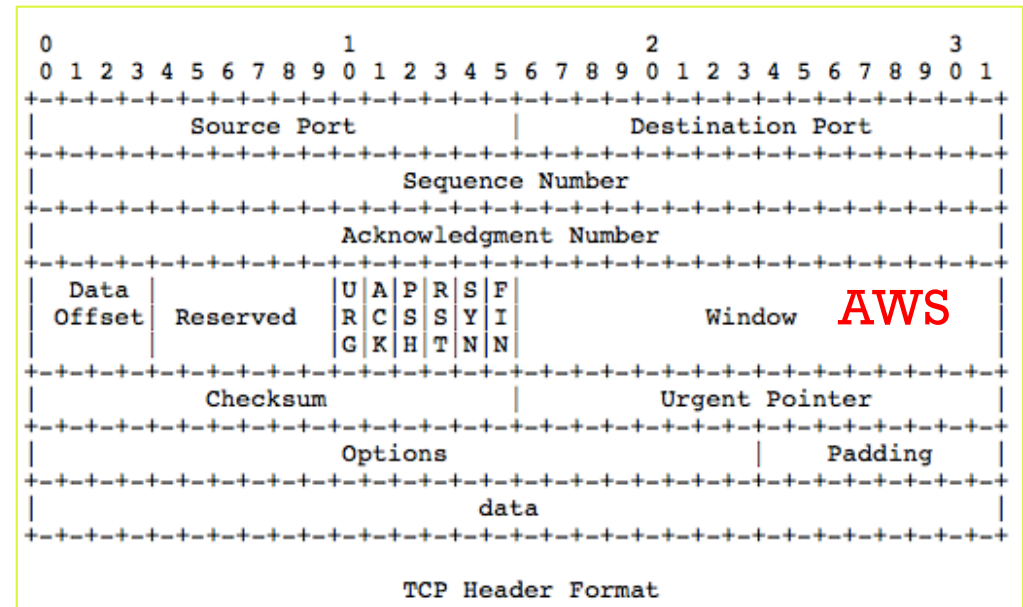 0                   1                   2                   3
0 1 2 3 4 5 6 7 8 9 0 1 2 3 4 5 6 7 8 9 0 1 2 3 4 5 6 7 8 9 0 1
+-+-+-+-+-+-+-+-+-+-+-+-+-+-+-+-+-+-+-+-+-+-+-+-+-+-+-+-+-+-+-+-+
| Source Port | Destination Port |
+-+-+-+-+-+-+-+-+-+-+-+-+-+-+-+-+-+-+-+-+-+-+-+-+-+-+-+-+-+-+-+-+
| Sequence Number |
+-+-+-+-+-+-+-+-+-+-+-+-+-+-+-+-+-+-+-+-+-+-+-+-+-+-+-+-+-+-+-+-+
| Acknowledgment Number |
+-+-+-+-+-+-+-+-+-+-+-+-+-+-+-+-+-+-+-+-+-+-+-+-+-+-+-+-+-+-+-+-+
| Data | |U|A|P|R|S|F| |
| Offset| Reserved |R|C|S|S|Y|I| Window AWS |
| | |G|K|H|T|N|N| |
+-+-+-+-+-+-+-+-+-+-+-+-+-+-+-+-+-+-+-+-+-+-+-+-+-+-+-+-+-+-+-+-+
| Checksum | Urgent Pointer |
+-+-+-+-+-+-+-+-+-+-+-+-+-+-+-+-+-+-+-+-+-+-+-+-+-+-+-+-+-+-+-+-+
| Options | Padding |
+-+-+-+-+-+-+-+-+-+-+-+-+-+-+-+-+-+-+-+-+-+-+-+-+-+-+-+-+-+-+-+-+
| data |
+-+-+-+-+-+-+-+-+-+-+-+-+-+-+-+-+-+-+-+-+-+-+-+-+-+-+-+-+-+-+-+-+
TCP Header Format